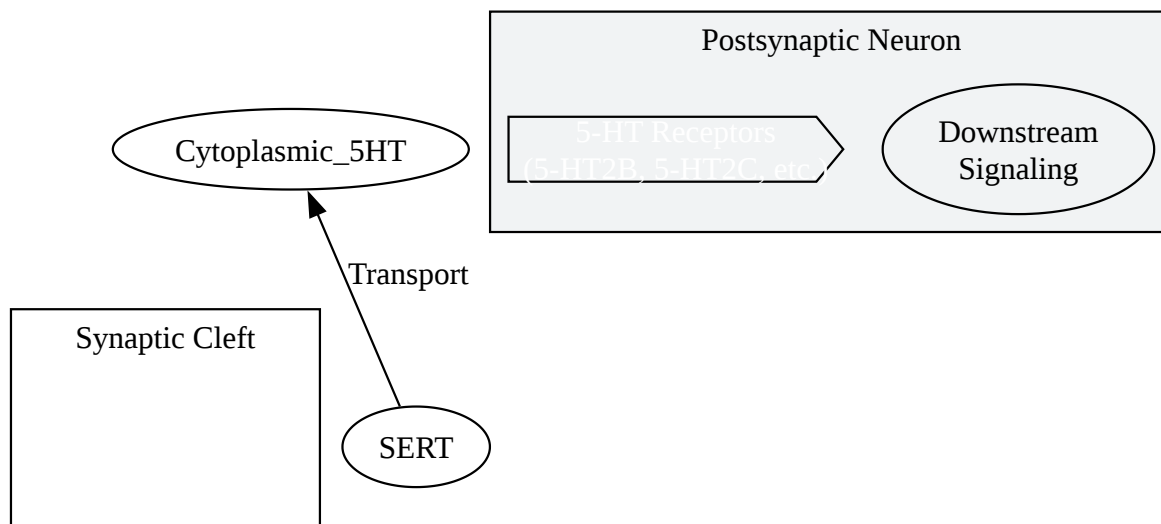 Postsynaptic Neuron
5-HT Receptors
(5-HT2B, 5-HT2C, etc.)
Downstream
Signaling
Cytoplasmic_5HT
Transport
Synaptic Cleft
SERT